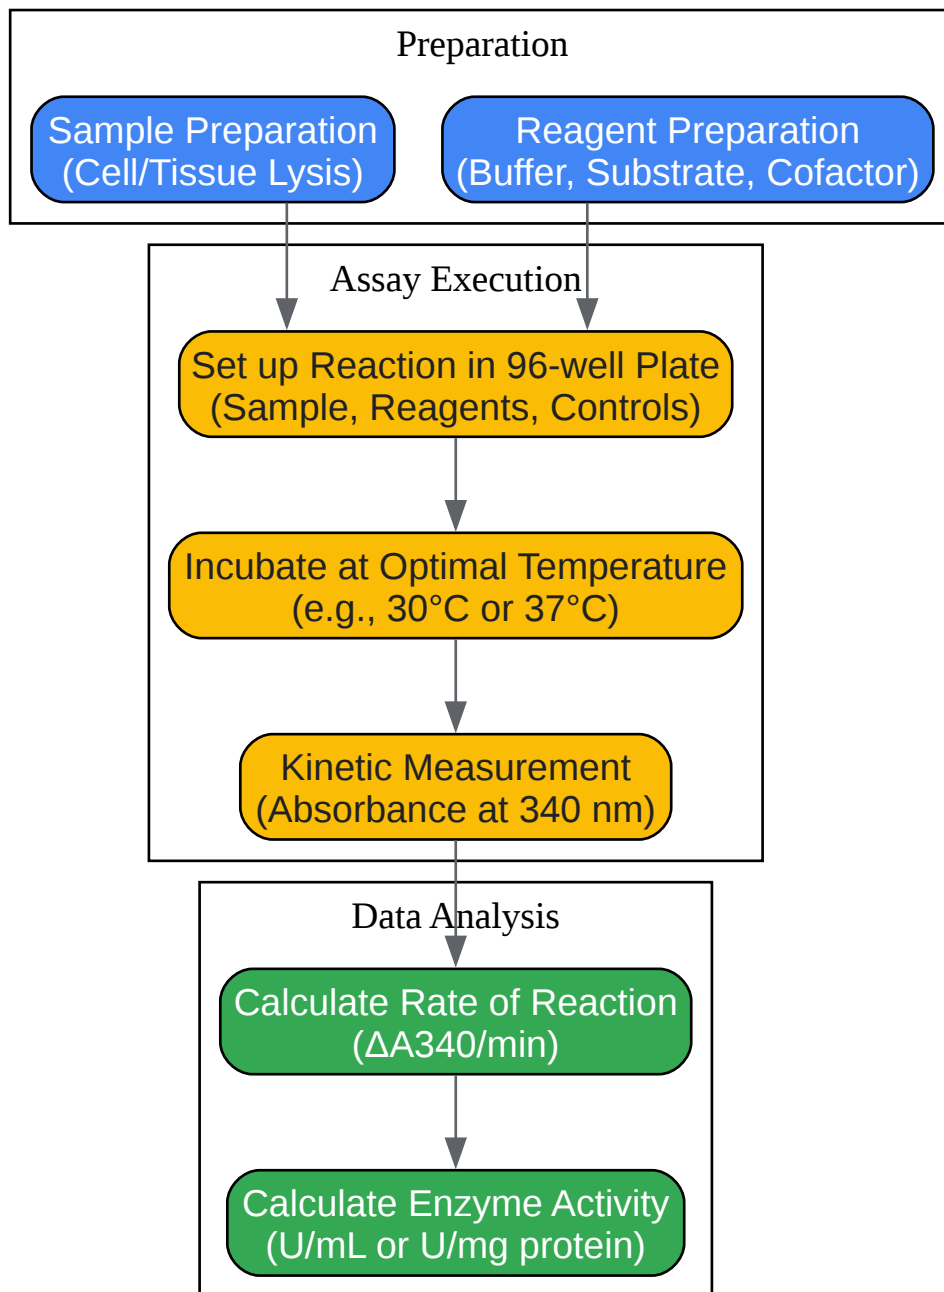 Preparation
Sample Preparation
(Cell/Tissue Lysis)
Reagent Preparation
(Buffer, Substrate, Cofactor)
Assay Execution
Set up Reaction in 96-well Plate
(Sample, Reagents, Controls)
Incubate at Optimal Temperature
(e.g., 30°C or 37°C)
Kinetic Measurement
(Absorbance at 340 nm)
Data Analysis
Calculate Rate of Reaction
(ΔA340/min)
Calculate Enzyme Activity
(U/mL or U/mg protein)